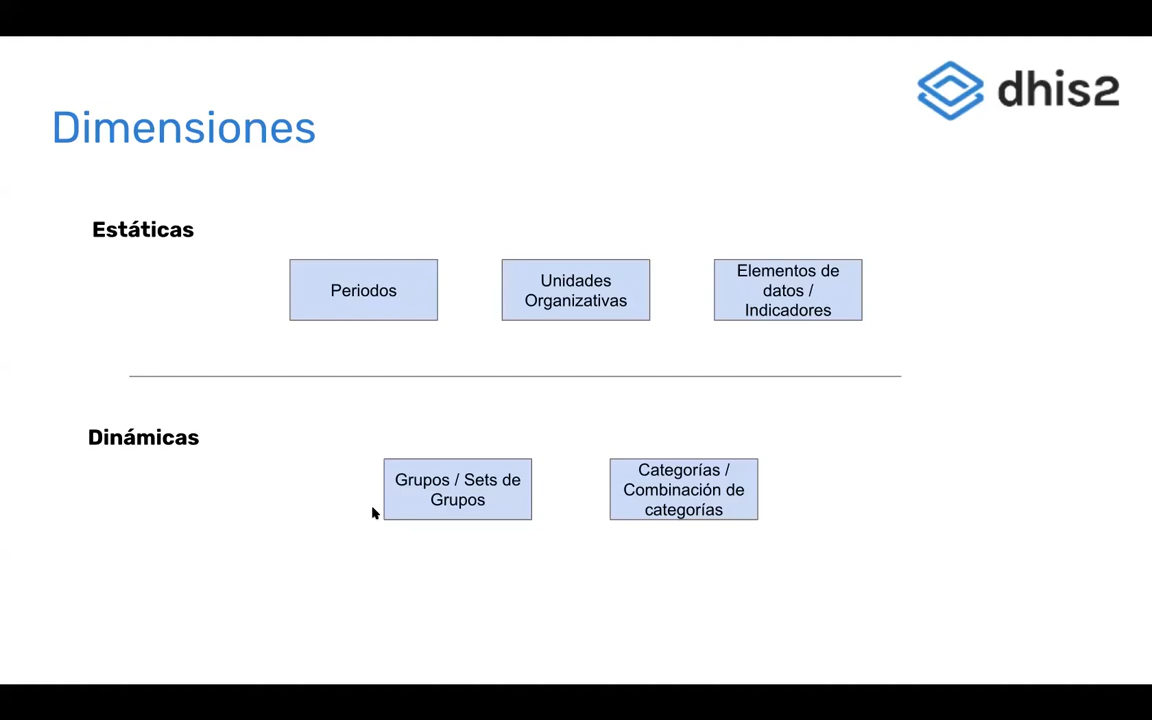 dhis2
Dimensiones
Estáticas
Periodos
Unidades
Organizativas
Elementos de
datos /
Indicadores
Dinámicas
Grupos / Sets de
Grupos
Categorías /
Combinación de
categorías